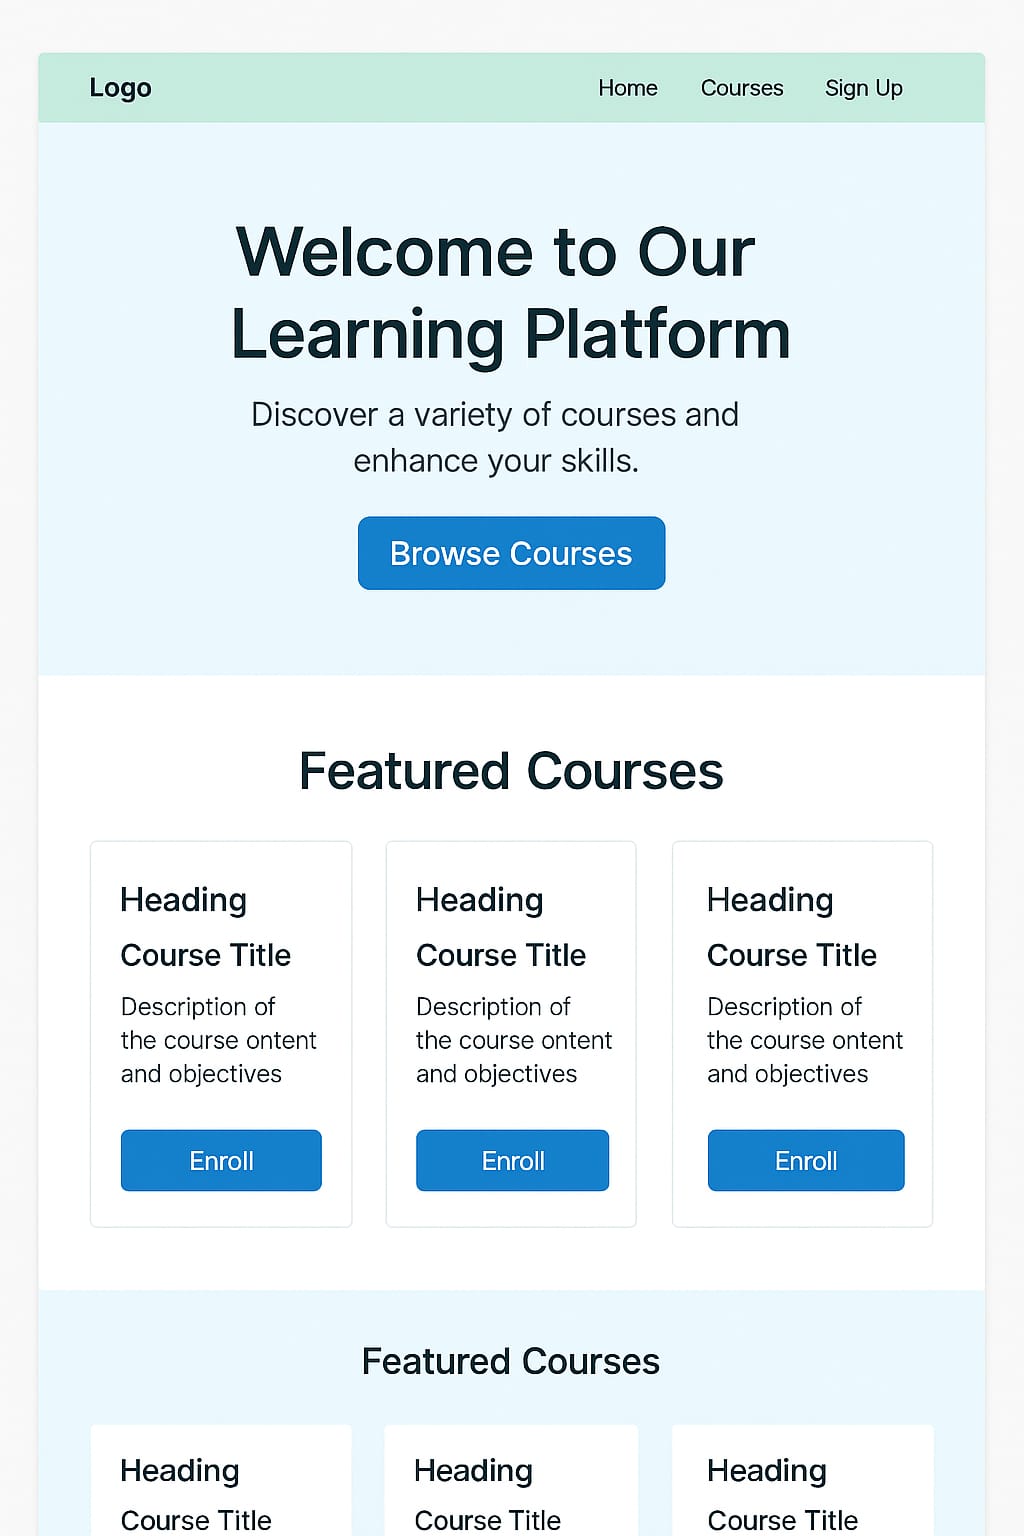 Logo
Home Courses Sign Up
Welcome to Our
Learning Platform
Discover a variety of courses and
enhance your skills.
Browse Courses
Featured Courses
Heading
Course Title
Description of
the course ontent
and objectives
Enroll
Heading
Course Title
Description of
the course ontent
and objectives
Enroll
Heading
Course Title
Description of
the course ontent
and objectives
Enroll
Featured Courses
Heading
Course Title
Heading
Course Title
Heading
Course Title